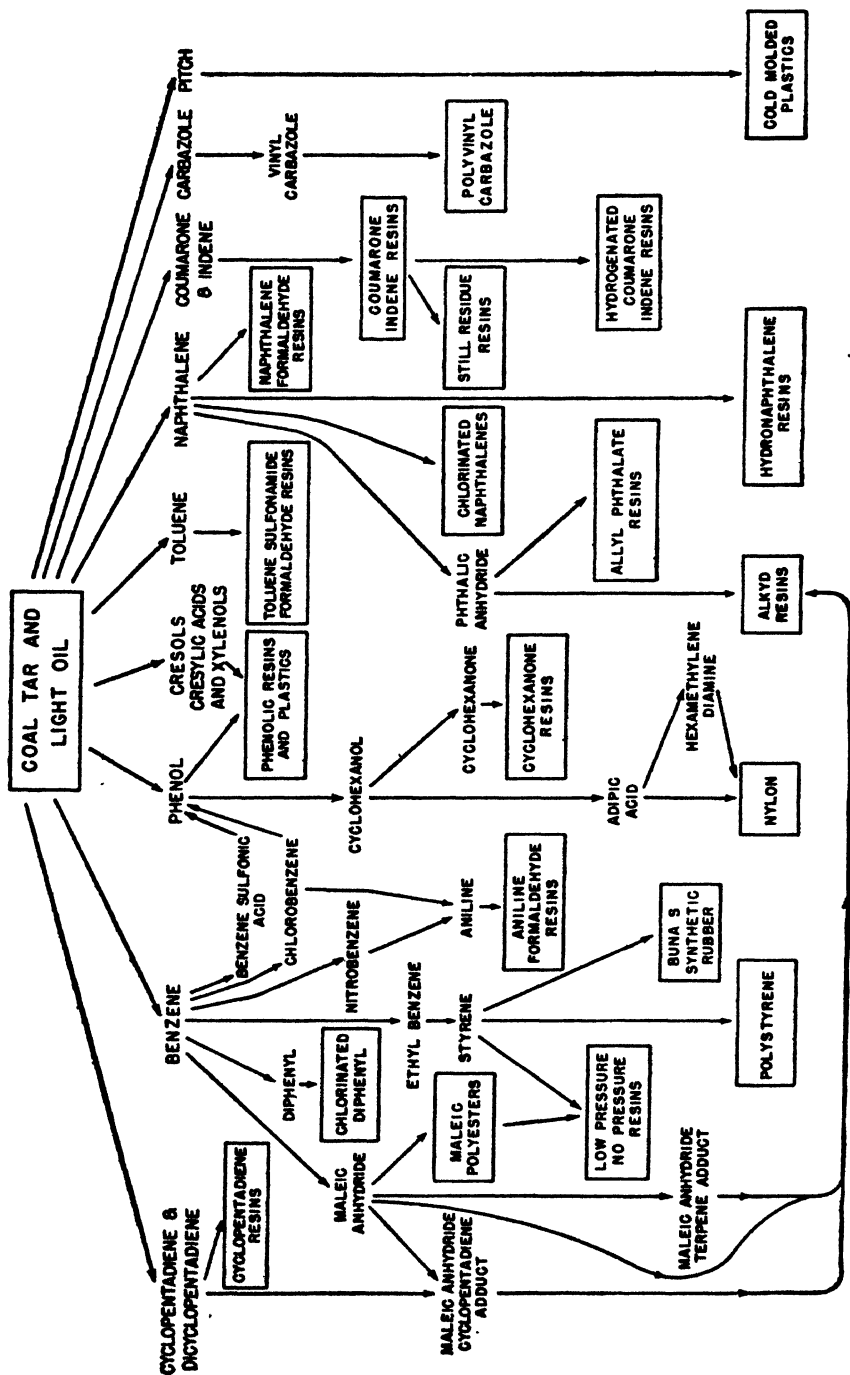 COAL TAR AND
LIGHT OIL
CYCLOPENTADIENE &
DICYCLOPENTADIENE
BENZENE
PHENOL
CRESOLS
CRESYLIC ACIDS
AND XYLENOLS
TOLUENE
NAPHTHALENE
COUMARONE
& INDENE
CARBAZOLE
PITCH
CYCLOPENTADIENE
RESINS
DIPHENYL
CHLORINATED
DIPHENYL
BENZENE SULFONIC
ACID
CHLOROBENZENE
PHENOLIC RESINS
AND PLASTICS
TOLUENE SULFONAMIDE
FORMALDEHYDE RESINS
NAPHTHALENE
FORMALDEHYDE
RESINS
VINYL
CARBAZOLE
MALEIC
ANHYDRIDE
NITROBENZENE
CYCLOHEXANOL
COUMARONE
INDENE RESINS
ETHYL BENZENE
MALEIC ANHYDRIDE
CYCLOPENTADIENE
ADDUCT
MALEIC
POLYESTERS
STYRENE
ANILINE
CYCLOHEXANONE
PHTHALIC
ANHYDRIDE
CHLORINATED
NAPHTHALENES
STILL RESIDUE
RESINS
POLYVINYL
CARBAZOLE
ANILINE
FORMALDEHYDE
RESINS
CYCLOHEXANONE
RESINS
LOW PRESSURE
NO PRESSURE
RESINS
ADIPIC
ACID
ALLYL PHTHALATE
RESINS
HYDROGENATED
COUMARONE
INDENE RESINS
MALEIC ANHYDRIDE
TERPENE ADDUCT
BUNA S
SYNTHETIC
RUBBER
HEXAMETHYLENE
DIAMINE
POLYSTYRENE
NYLON
ALKYD
RESINS
HYDRONAPHTHALENE
RESINS
COLD MOLDED
PLASTICS